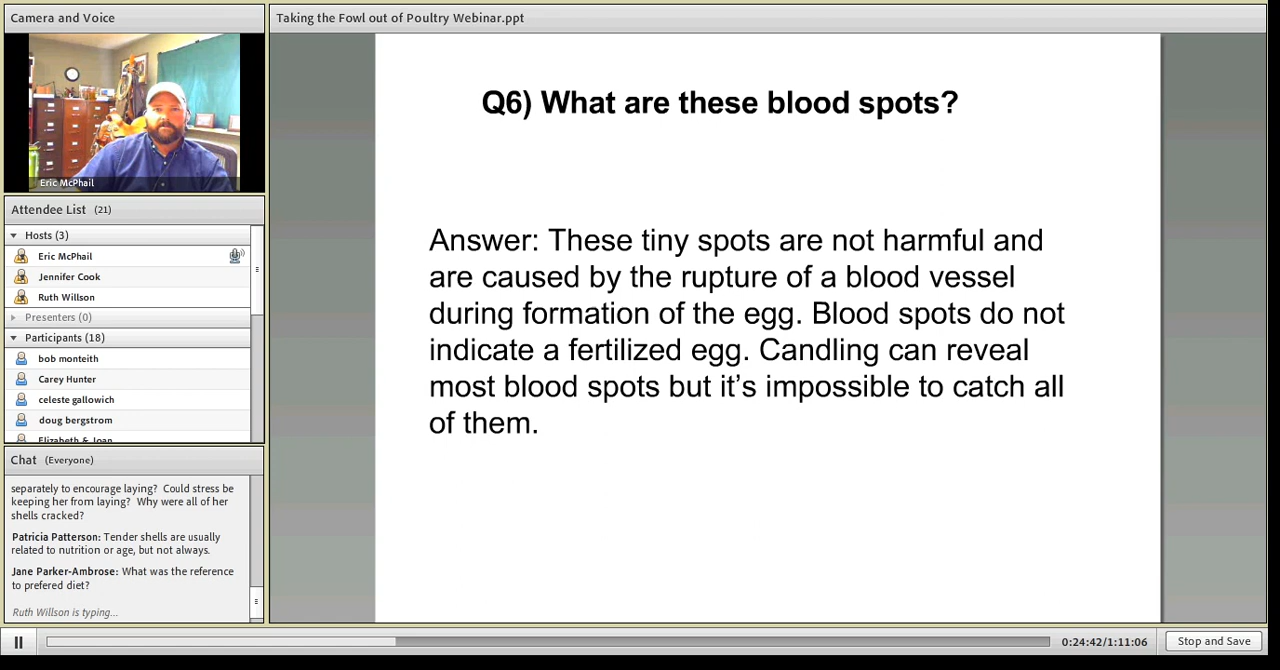 Camera and Voice
Eric McPhail
Attendee List (21)
Hosts (3)
Eric McPhail
Jennifer Cook
Ruth Willson
Presenters (0)
Participants (18)
bob monteith
Carey Hunter
celeste gallowich
doug bergstrom
Elizabeth & Joan
Chat (Everyone)
separately to encourage laying? Could stress be
keeping her from laying? Why were all of her
shells cracked?
Patricia Patterson: Tender shells are usually
related to nutrition or age, but not always.
Jane Parker-Ambrose: What was the reference
to prefered diet?
Ruth Willson is typing...
Taking the Fowl out of Poultry Webinar.ppt
Q6) What are these blood spots?
Answer: These tiny spots are not harmful and
are caused by the rupture of a blood vessel
during formation of the egg. Blood spots do not
indicate a fertilized egg. Candling can reveal
most blood spots but it’s impossible to catch all
of them.
0:24:42/1:11:06
Stop and Save